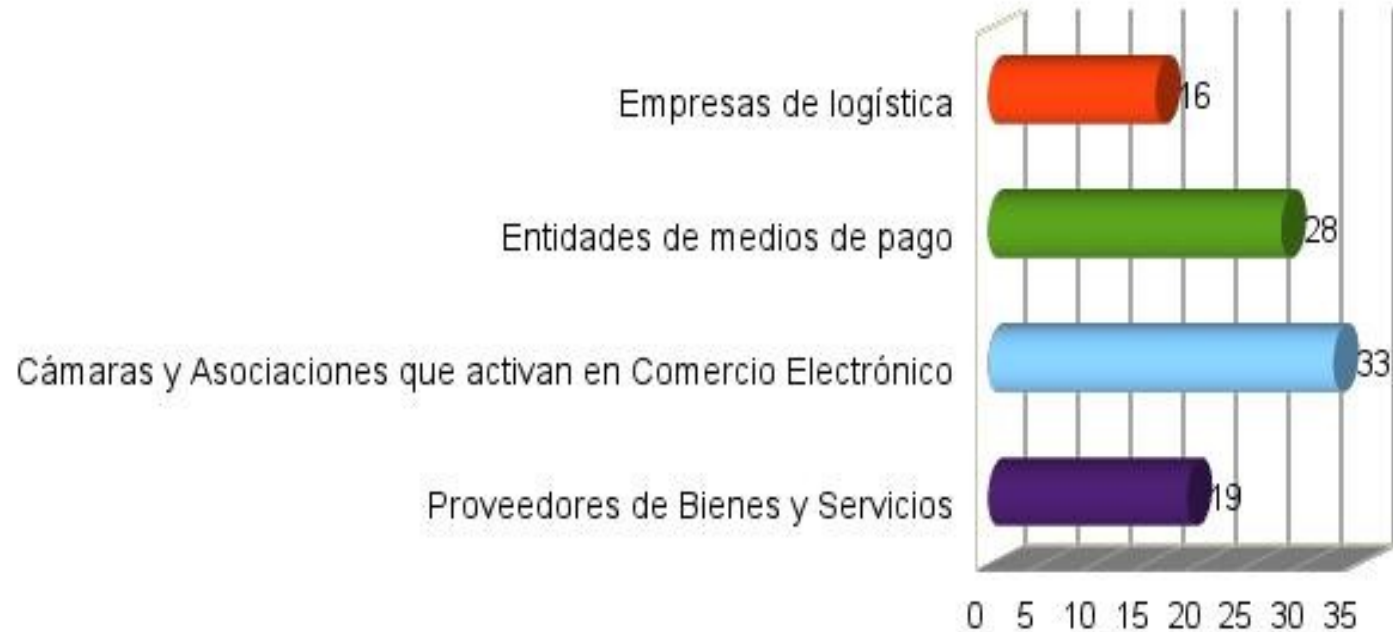 Empresas de logística
16
Entidades de medios de pago
28
Cámaras y Asociaciones que activan en Comercio Electrónico
33
Proveedores de Bienes y Servicios
19
0 5 10 15 20 25 30 35